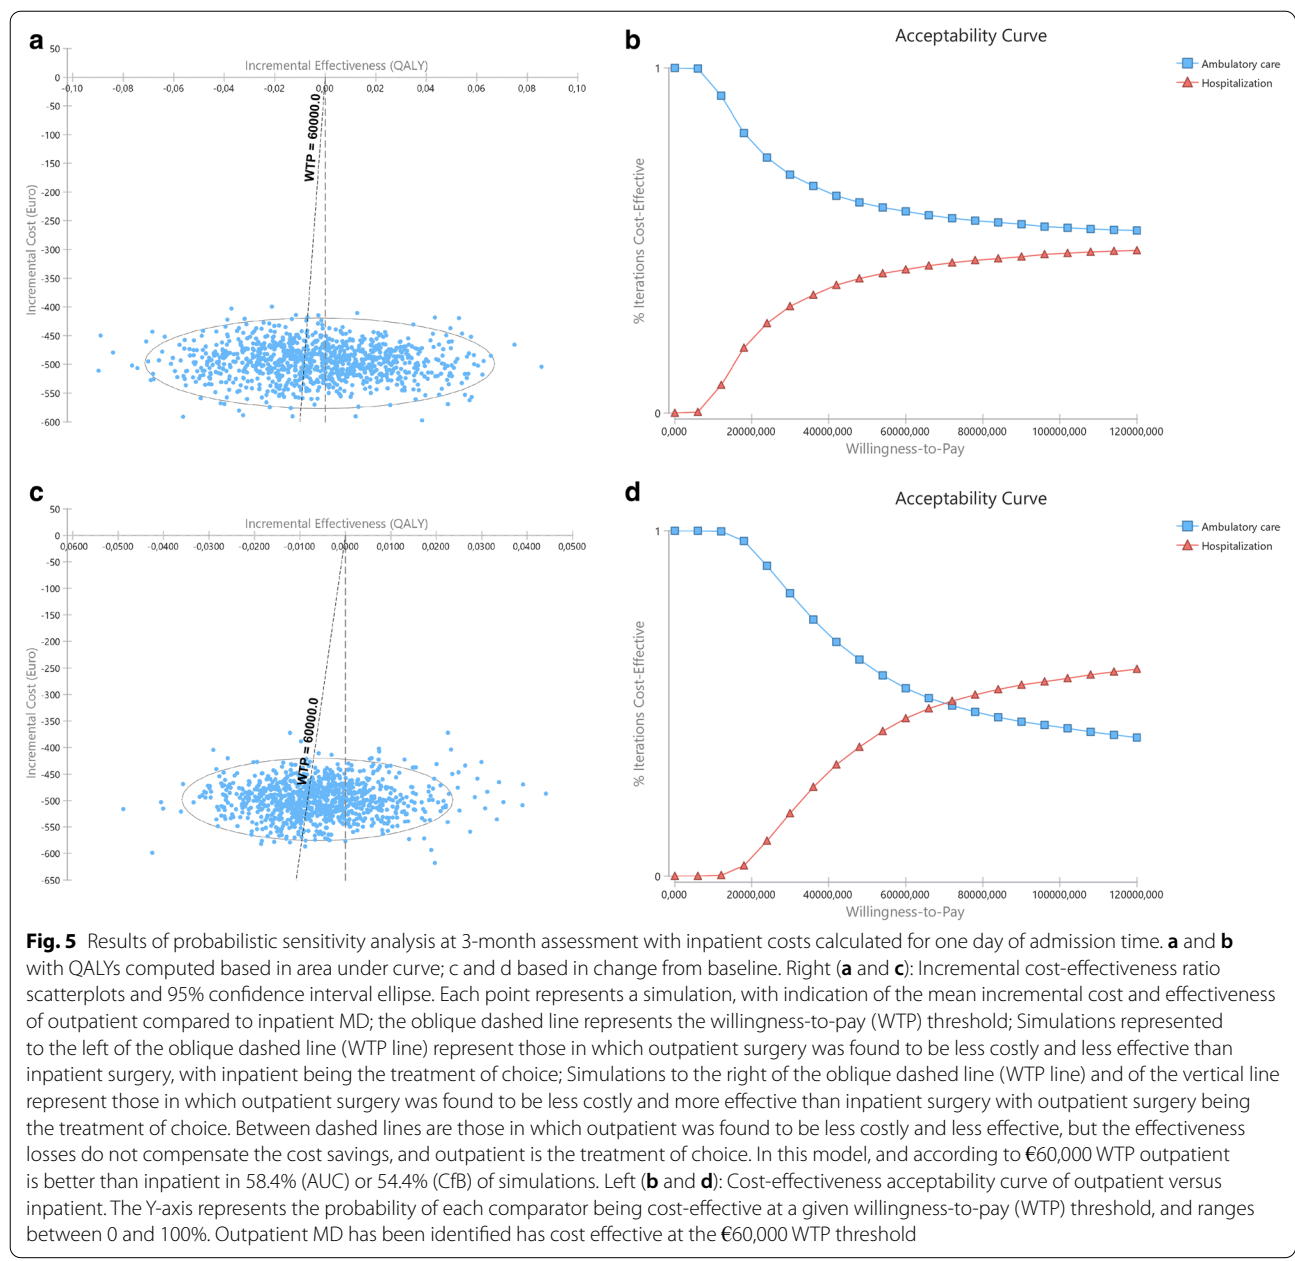 a
50
Incremental Effectiveness (QALY)
0
-0,10 -0,08 -0,06 -0,04 -0,02 0,00 0,02 0,04 0,06 0,08 0,10
-50
-100
-150
-200
-250
-300
-350
-400
-450
-500
-550
-600
Incremental Cost (Euro)
WTP = 60000.0
b
Acceptability Curve
Ambulatory care
Hospitalization
1
0
% Iterations Cost-Effective
0,000 20000,000 40000,000 60000,000 80000,000 100000,000 120000,000
Willingness-to-Pay
c
50
Incremental Effectiveness (QALY)
0
0,0600 -0,0500 -0,0400 -0,0300 -0,0200 -0,0100 0,0000 0,0100 0,0200 0,0300 0,0400 0,0500
-50
-100
-150
-200
-250
-300
-350
-400
-450
-500
-550
-600
-650
Incremental Cost (Euro)
WTP = 60000.0
d
Acceptability Curve
Ambulatory care
Hospitalization
1
0
% Iterations Cost-Effective
0,000 20000,000 40000,000 60000,000 80000,000 100000,000 120000,000
Willingness-to-Pay
Fig. 5 Results of probabilistic sensitivity analysis at 3-month assessment with inpatient costs calculated for one day of admission time. a and b
with QALYs computed based in area under curve; c and d based in change from baseline. Right (a and c): Incremental cost-effectiveness ratio
scatterplots and 95% confidence interval ellipse. Each point represents a simulation, with indication of the mean incremental cost and effectiveness
of outpatient compared to inpatient MD; the oblique dashed line represents the willingness-to-pay (WTP) threshold; Simulations represented
to the left of the oblique dashed line (WTP line) represent those in which outpatient surgery was found to be less costly and less effective than
inpatient surgery, with inpatient being the treatment of choice; Simulations to the right of the oblique dashed line (WTP line) and of the vertical line
represent those in which outpatient surgery was found to be less costly and more effective than inpatient surgery with outpatient surgery being
the treatment of choice. Between dashed lines are those in which outpatient was found to be less costly and less effective, but the effectiveness
losses do not compensate the cost savings, and outpatient is the treatment of choice. In this model, and according to €60,000 WTP outpatient
is better than inpatient in 58.4% (AUC) or 54.4% (CfB) of simulations. Left (b and d): Cost-effectiveness acceptability curve of outpatient versus
inpatient. The Y-axis represents the probability of each comparator being cost-effective at a given willingness-to-pay (WTP) threshold, and ranges
between 0 and 100%. Outpatient MD has been identified has cost effective at the €60,000 WTP threshold